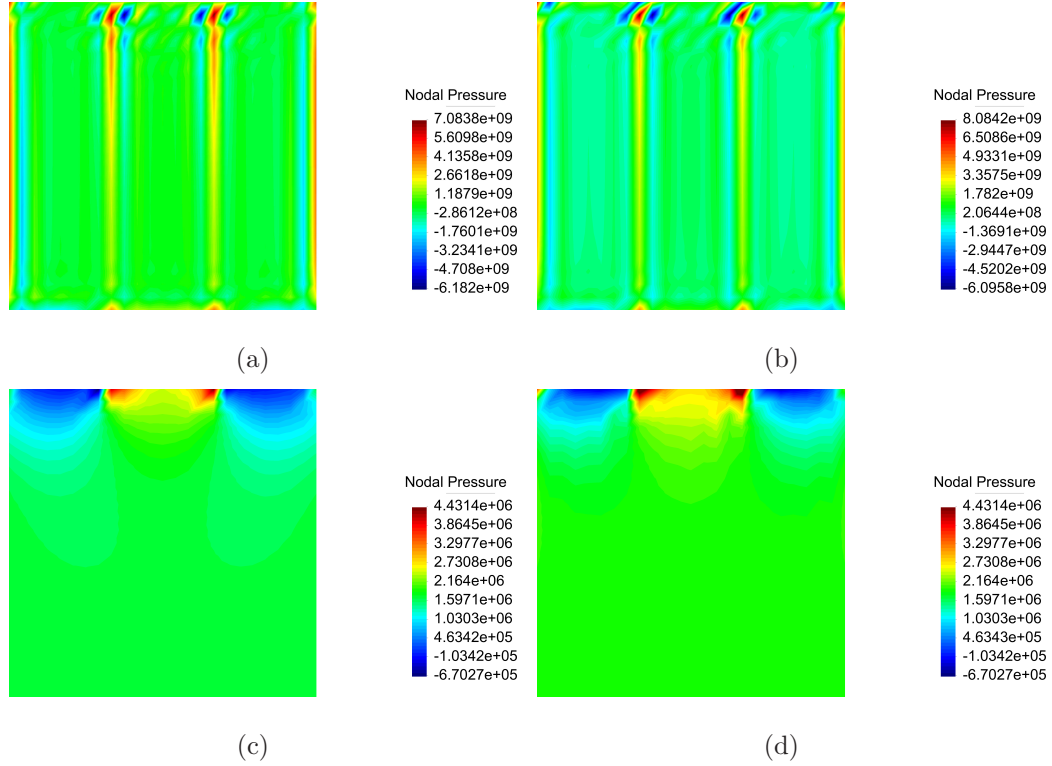 Nodal Pressure
7.0838e+09
5.6098e+09
4.1358e+09
2.6618e+09
1.1879e+09
-2.8612e+08
-1.7601e+09
-3.2341e+09
-4.708e+09
-6.182e+09
(a)
Nodal Pressure
8.0842e+09
6.5086e+09
4.9331e+09
3.3575e+09
1.782e+09
2.0644e+08
-1.3691e+09
-2.9447e+09
-4.5202e+09
-6.0958e+09
(b)
Nodal Pressure
4.4314e+06
3.8645e+06
3.2977e+06
2.7308e+06
2.164e+06
1.5971e+06
1.0303e+06
4.6342e+05
-1.0342e+05
-6.7027e+05
(c)
Nodal Pressure
4.4314e+06
3.8645e+06
3.2977e+06
2.7308e+06
2.164e+06
1.5971e+06
1.0303e+06
4.6343e+05
-1.0342e+05
-6.7027e+05
(d)